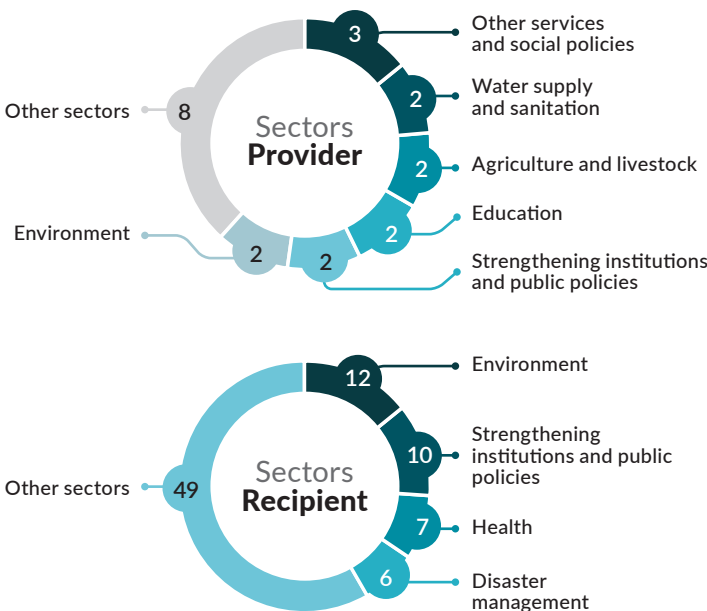 Other services
and social policies
3
Water supply
and sanitation
2
Other sectors
8
Sectors
Provider
Agriculture and livestock
2
Education
2
Environment
2
2
Strengthening institutions
and public policies
Environment
12
Strengthening
institutions and public
policies
10
Sectors
Recipient
Other sectors
49
Health
7
Disaster
management
6